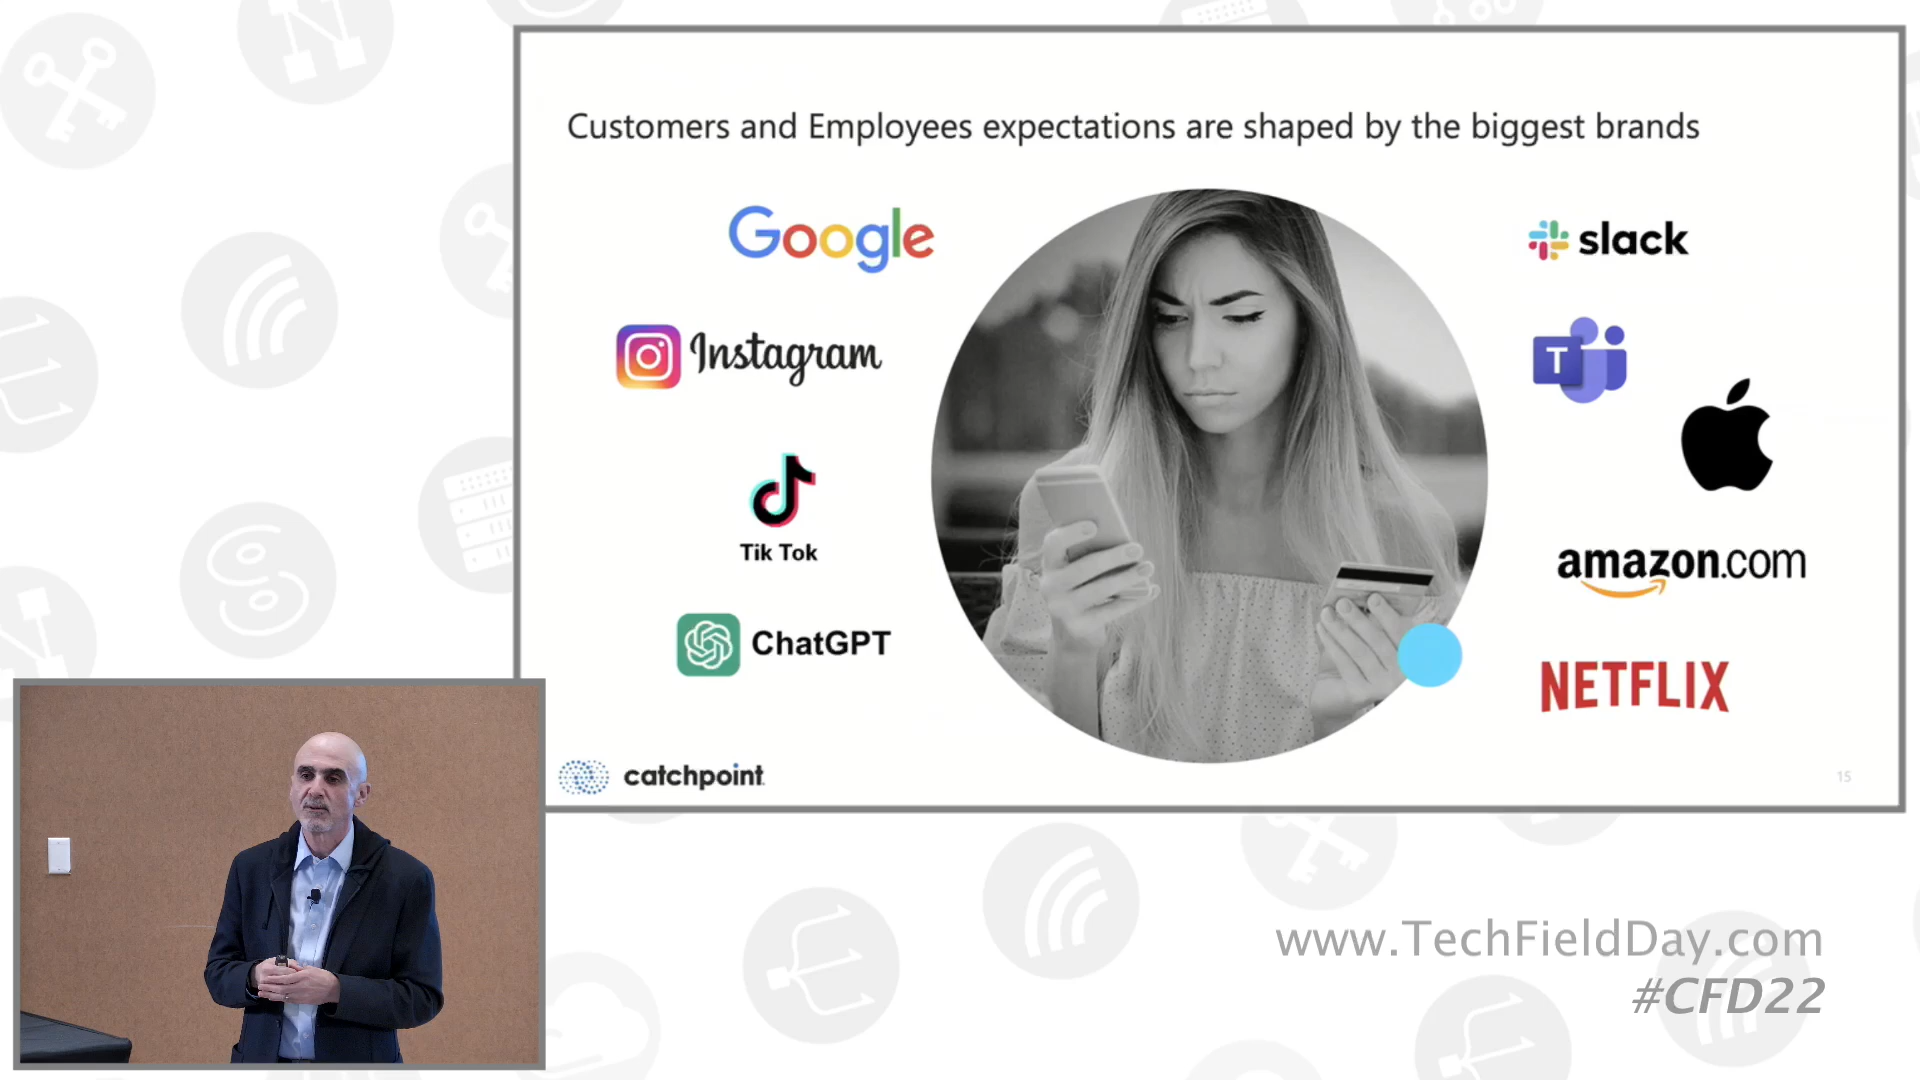 Customers and Employees expectations are shaped by the biggest brands
Google
Instagram
Tik Tok
ChatGPT
slack
T
amazon.com
NETFLIX
catchpoint
15
www.TechFieldDay.com
#CFD22